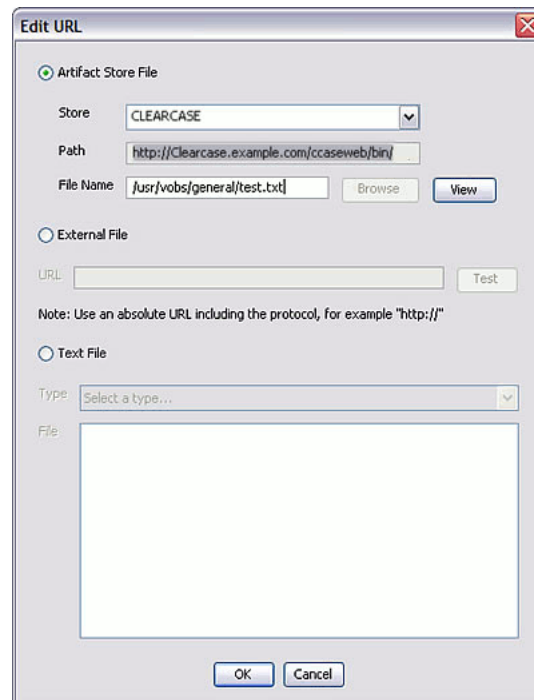 Edit URL
Artifact Store File
Store CLEARCASE
Path http://Clearcase.example.com/ccaseweb/bin/
File Name /usr/vobs/general/test.txt Browse View
External File
URL Test
Note: Use an absolute URL including the protocol, for example "http://"
Text File
Type Select a type...
File
OK Cancel